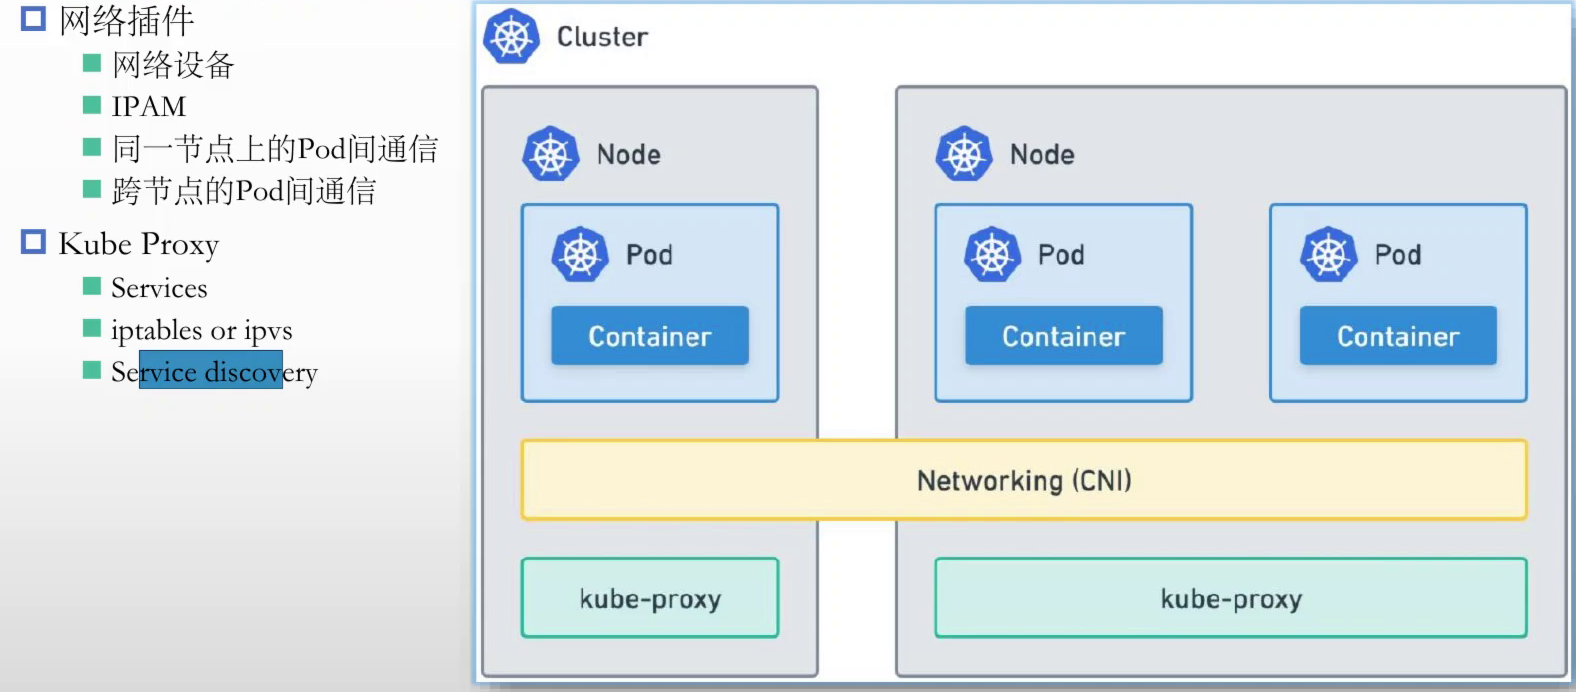 网络插件
网络设备
IPAM
同一节点上的Pod间通信
跨节点的Pod间通信
Kube Proxy
Services
iptables or ipvs
Service discovery
Cluster
Node
Pod
Container
Node
Pod
Container
Pod
Container
Networking (CNI)
kube-proxy
kube-proxy